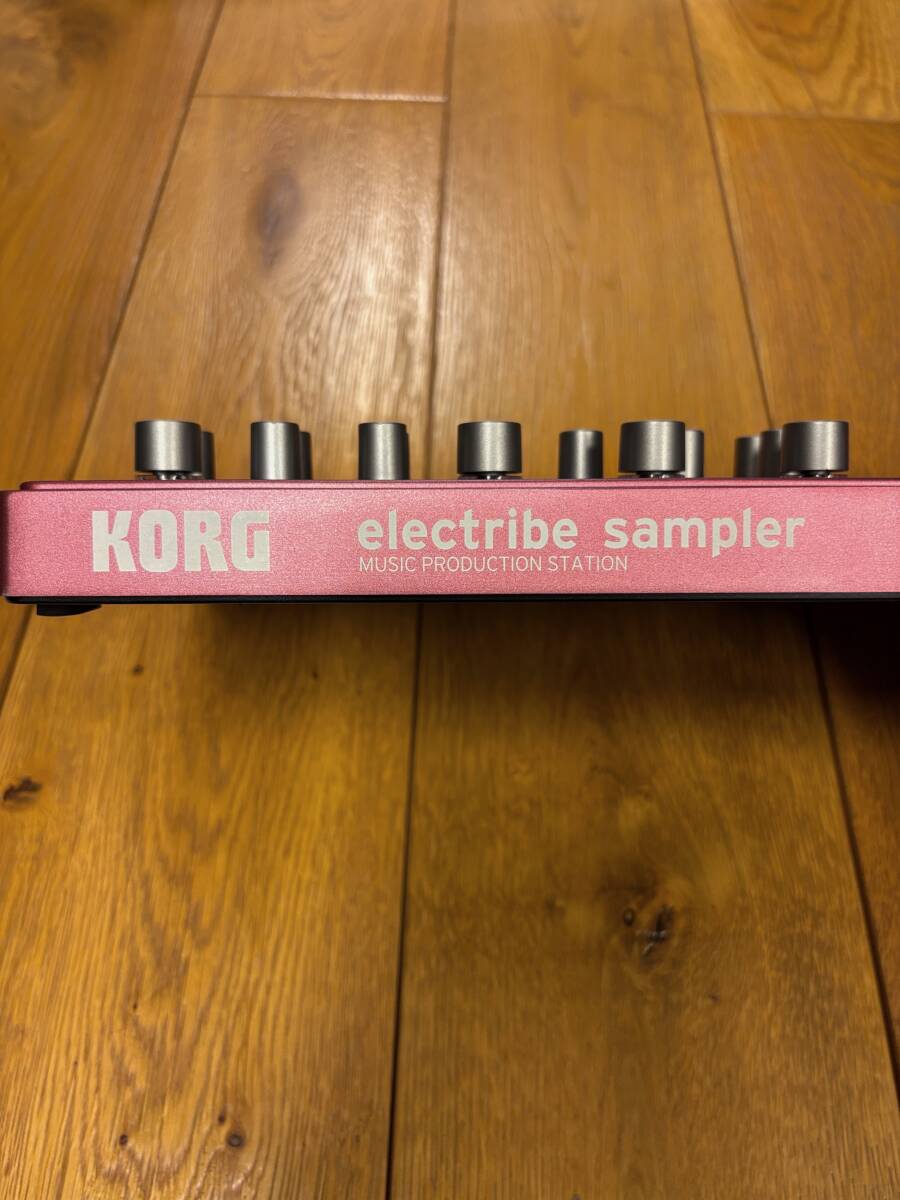 KORG
electribe sampler
MUSIC PRODUCTION STATION